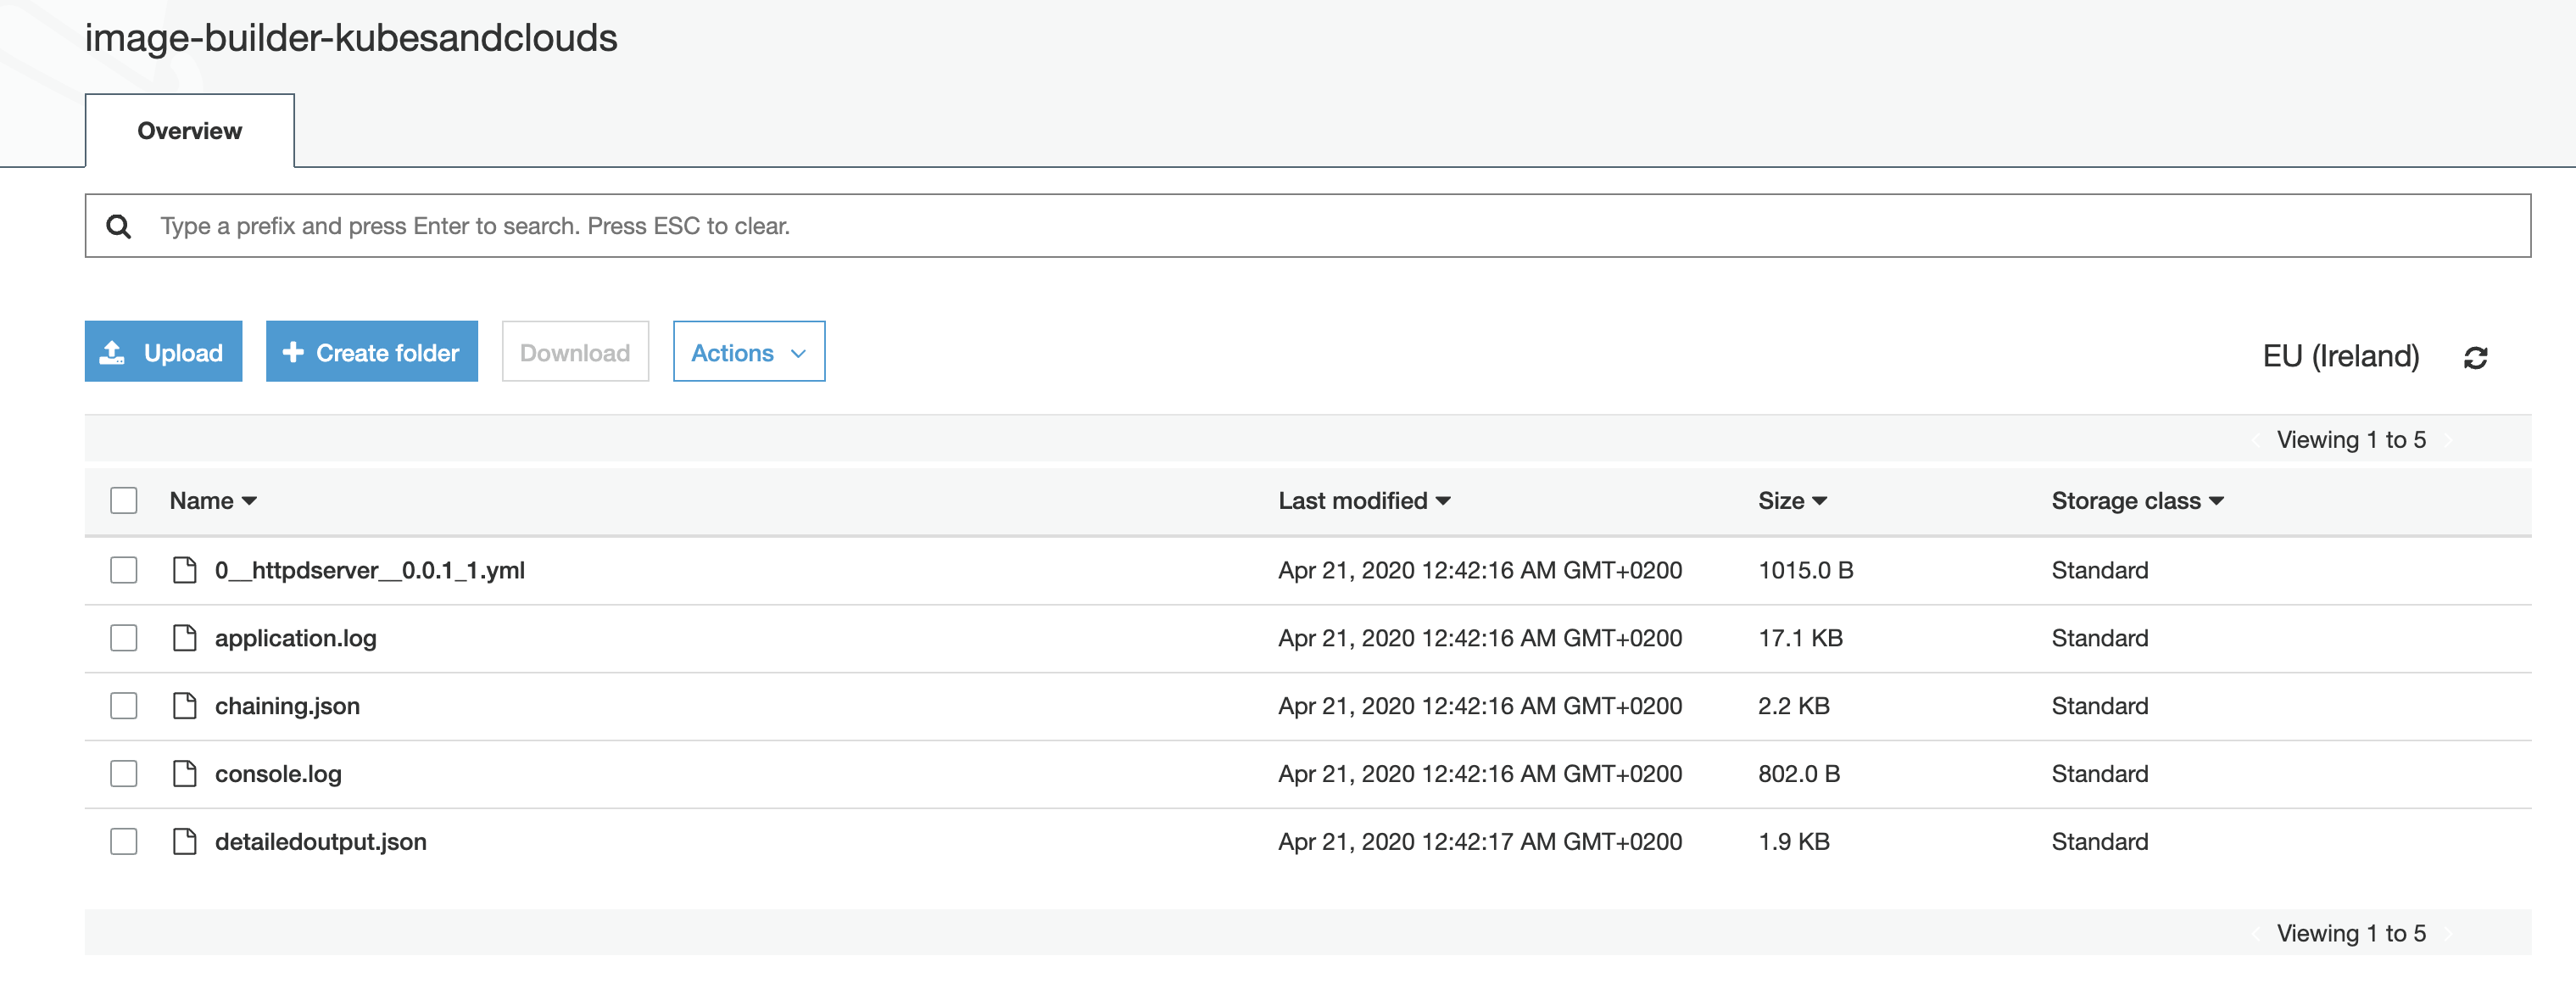 image-builder-kubesandclouds
Overview
Type a prefix and press Enter to search. Press ESC to clear.
Upload Create folder Download Actions EU (Ireland)
Viewing 1 to 5
Name Last modified Size Storage class
0__httpdserver__0.0.1_1.yml Apr 21, 2020 12:42:16 AM GMT+0200 1015.0 B Standard
application.log Apr 21, 2020 12:42:16 AM GMT+0200 17.1 KB Standard
chaining.json Apr 21, 2020 12:42:16 AM GMT+0200 2.2 KB Standard
console.log Apr 21, 2020 12:42:16 AM GMT+0200 802.0 B Standard
detailedoutput.json Apr 21, 2020 12:42:17 AM GMT+0200 1.9 KB Standard
Viewing 1 to 5